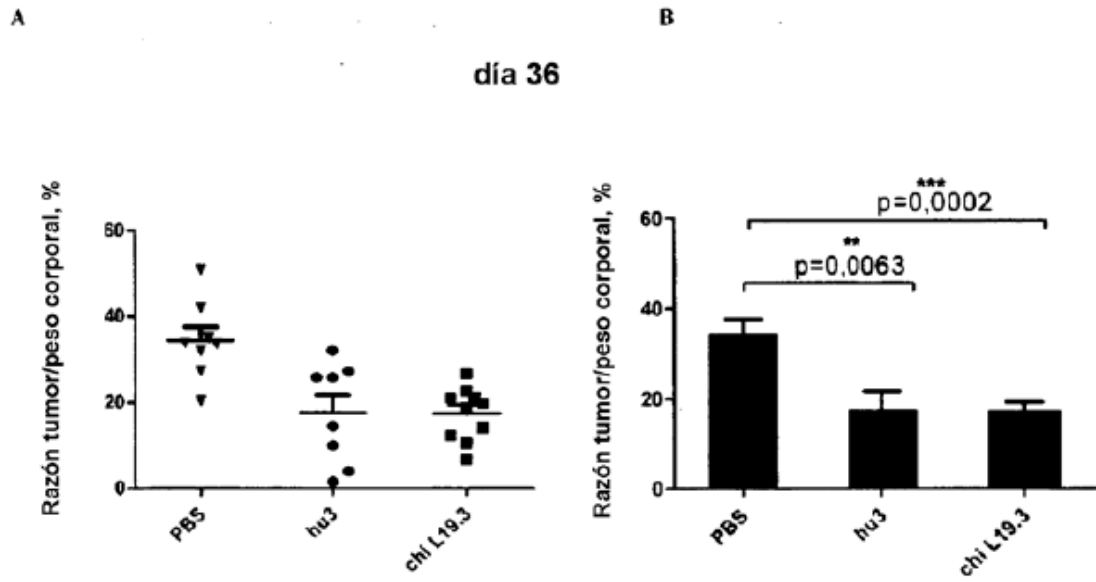 A
B
día 36
Razón tumor/peso corporal, %
60
40
20
0
PBS
hu3
chi L19.3
Razón tumor/peso corporal, %
60
40
20
0
***
p=0,0002
**
p=0,0063
PBS
hu3
chi L19.3